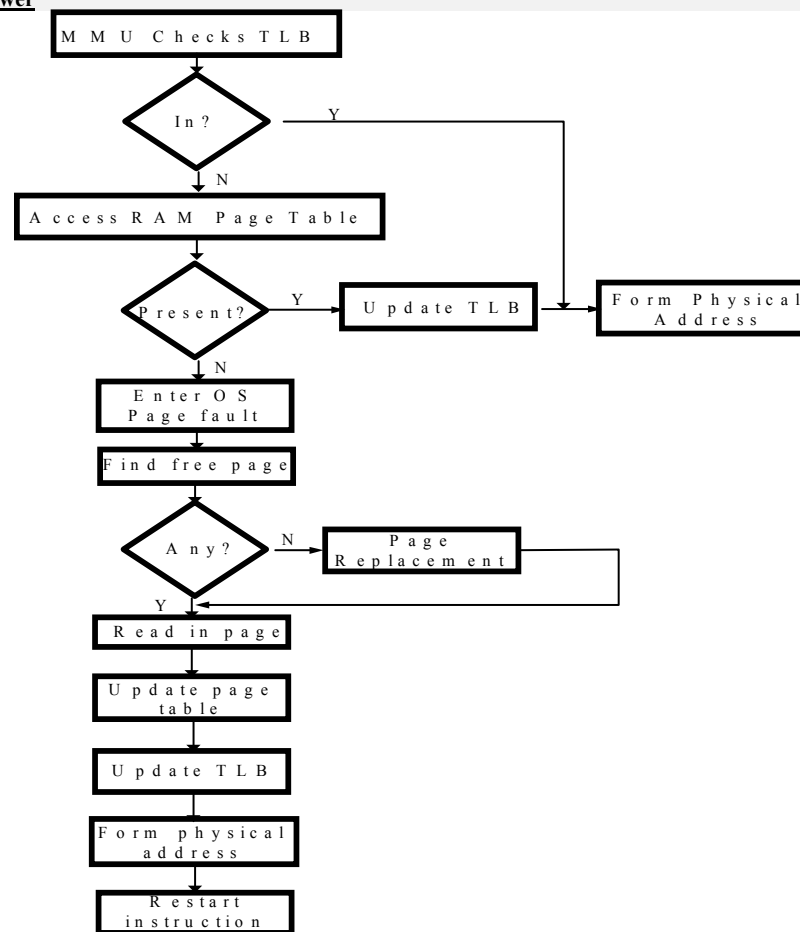 MMU Checks TLB
In?
Y
N
Access RAM Page Table
Present?
Y
Update TLB
Form Physical
Address
N
Enter OS
Page fault
Find free page
Any?
N
Page
Replacement
Y
Read in page
Update page
table
Update TLB
Form physical
address
Restart
instruction